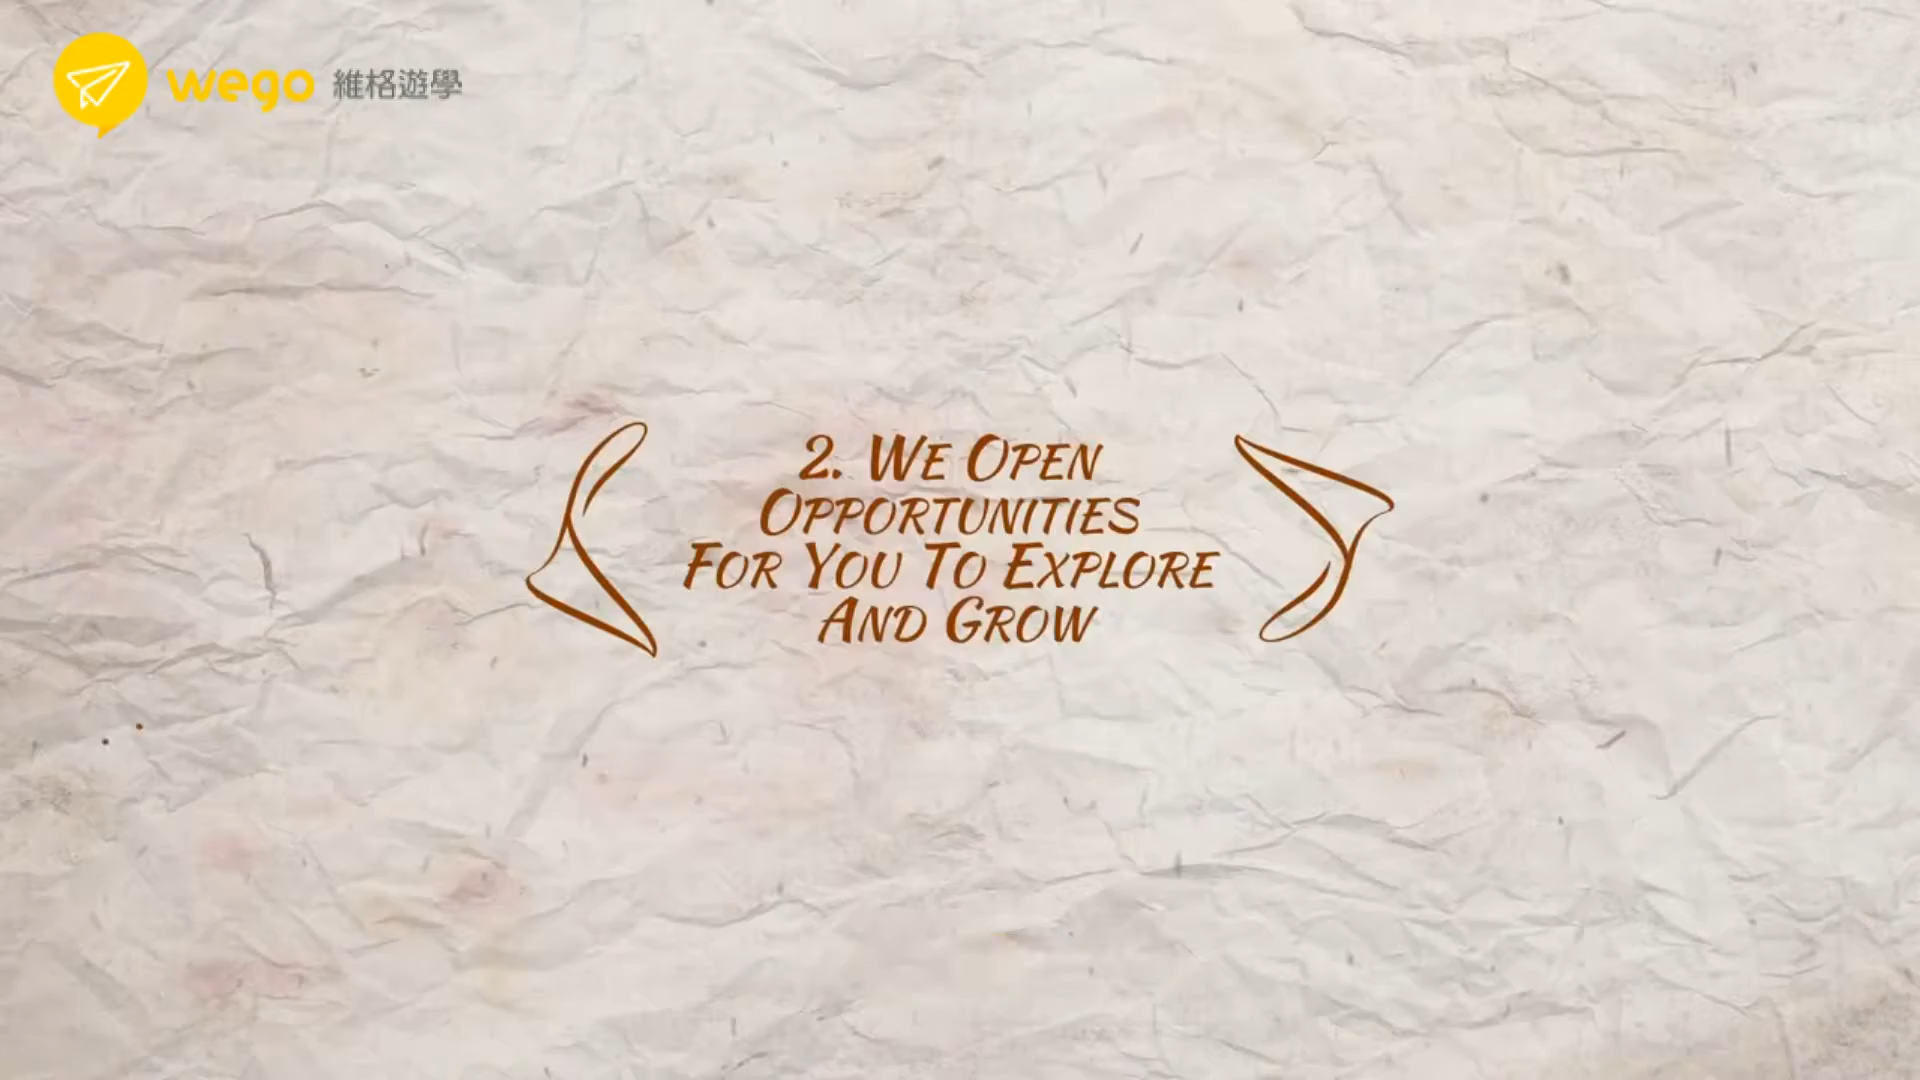 wego 維格遊學
2. We Open
Opportunities
For You To Explore
And Grow